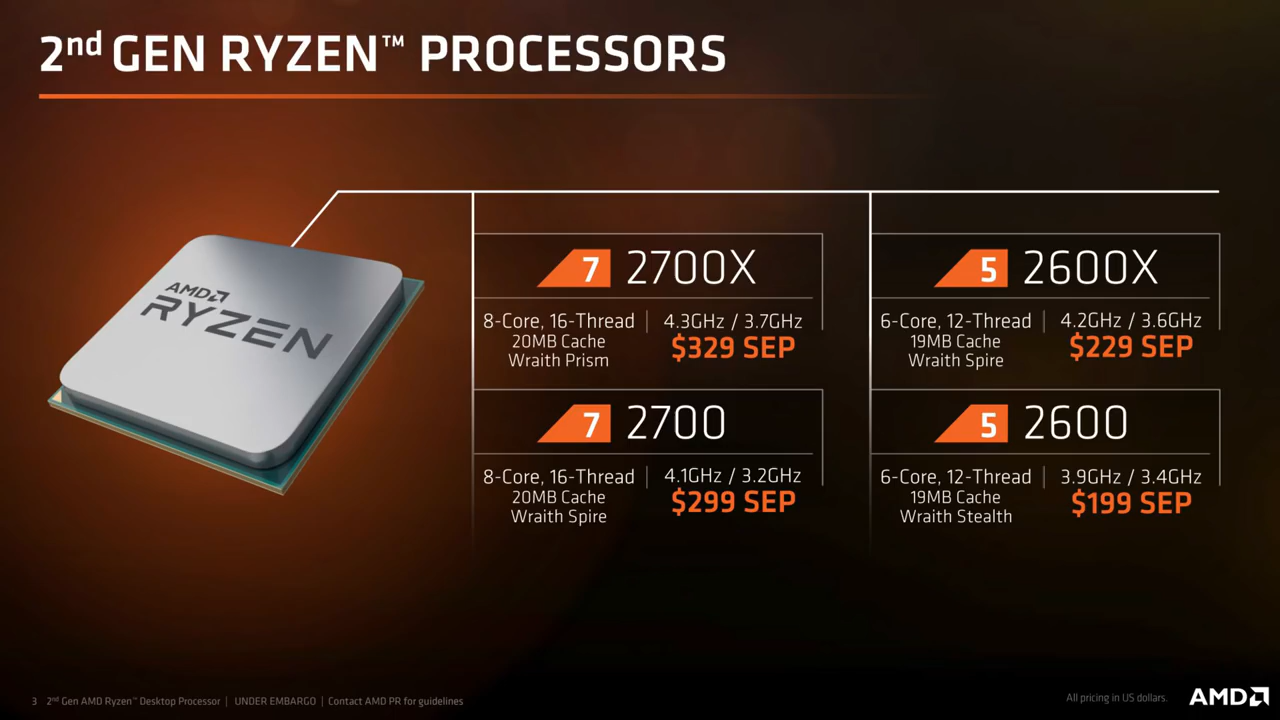 2nd GEN RYZEN™ PROCESSORS
AMD
RYZEN
7 2700X
8-Core, 16-Thread
20MB Cache
Wraith Prism
4.3GHz / 3.7GHz
$329 SEP
5 2600X
6-Core, 12-Thread
19MB Cache
Wraith Spire
4.2GHz / 3.6GHz
$229 SEP
7 2700
8-Core, 16-Thread
20MB Cache
Wraith Spire
4.1GHz / 3.2GHz
$299 SEP
5 2600
6-Core, 12-Thread
19MB Cache
Wraith Stealth
3.9GHz / 3.4GHz
$199 SEP
3 2nd Gen AMD Ryzen™ Desktop Processor | UNDER EMBARGO | Contact AMD PR for guidelines
All pricing in US dollars.
AMD